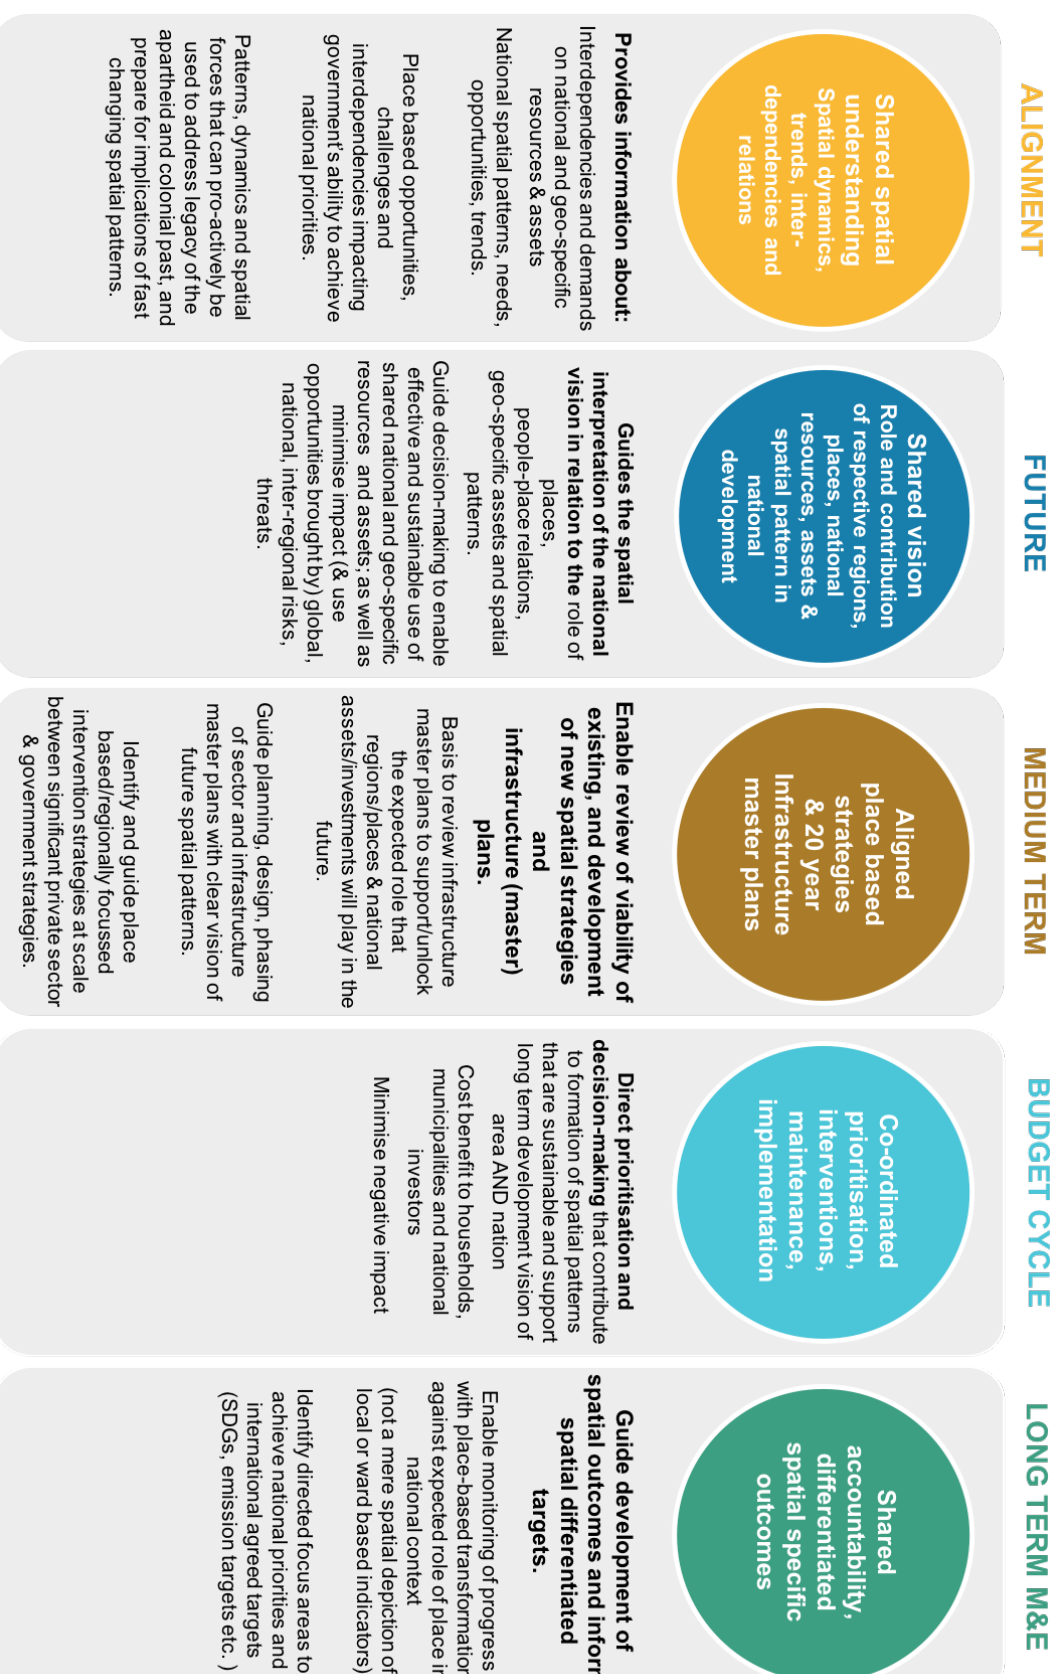 ALIGNMENT
Shared spatial
understanding
Spatial dynamics,
trends, inter-
dependencies and
relations
Provides information about:
Interdependencies and demands
on national and geo-specific
resources & assets
National spatial patterns, needs,
opportunities, trends.
Place based opportunities,
challenges and
interdependencies impacting
government's ability to achieve
national priorities.
Patterns, dynamics and spatial
forces that can pro-actively be
used to address legacy of the
apartheid and colonial past, and
prepare for implications of fast
changing spatial patterns.
FUTURE
Shared vision
Role and contribution
of respective regions,
places, national
resources, assets &
spatial pattern in
national
development
Guides the spatial
interpretation of the national
vision in relation to the role of
places,
people-place relations,
geo-specific assets and spatial
patterns.
Guide decision-making to enable
effective and sustainable use of
shared national and geo-specific
resources and assets; as well as
minimise impact (& use
opportunities brought by) global,
national, inter-regional risks,
threats.
MEDIUM TERM
Aligned
place based
strategies
& 20 year
Infrastructure
master plans
Enable review of viability of
existing, and development
of new spatial strategies
and
infrastructure (master)
plans.
Basis to review infrastructure
master plans to support/unlock
the expected role that
regions/places & national
assets/investments will play in the
future.
Guide planning, design, phasing
of sector and infrastructure
master plans with clear vision of
future spatial patterns.
Identify and guide place
based/regionally focussed
intervention strategies at scale
between significant private sector
& government strategies.
BUDGET CYCLE
Co-ordinated
prioritisation,
interventions,
maintenance,
implementation
Direct prioritisation and
decision-making that contribute
to formation of spatial patterns
that are sustainable and support
long term development vision of
area AND nation
Cost benefit to households,
municipalities and national
investors
Minimise negative impact
LONG TERM M&E
Shared
accountability,
differentiated
spatial specific
outcomes
Guide development of
spatial outcomes and infor
spatial differentiated
targets.
Enable monitoring of progress
with place-based transformation
against expected role of place in
national context
(not a mere spatial depiction of
local or ward based indicators)
Identify directed focus areas to
achieve national priorities and
international agreed targets
(SDGs, emission targets etc. )